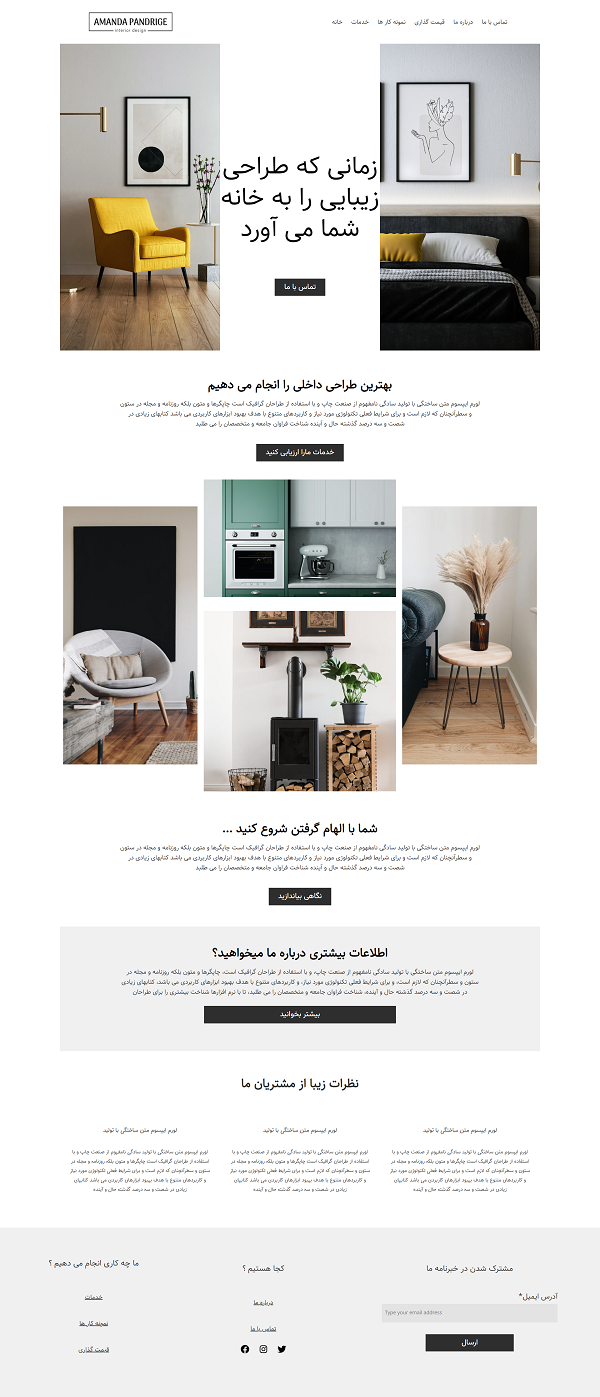 AMANDA PANDRIGE
interior design
تماس با ما
درباره ما
قیمت گذاری
نمونه کار ها
خدمات
خانه
زمانی که طراحی
زیبایی را به خانه
شما می آورد
تماس با ما
بهترین طراحی داخلی را انجام می دهیم
لورم ایپسوم متن ساختگی با تولید سادگی نامفهوم از صنعت چاپ و با استفاده از طراحان گرافیک است چاپگرها و متون بلکه روزنامه و مجله در ستون
و سطرآنچنان که لازم است و برای شرایط فعلی تکنولوژی مورد نیاز و کاربردهای متنوع با هدف بهبود ابزارهای کاربردی می باشد کتابهای زیادی در
شصت و سه درصد گذشته حال و آینده شناخت فراوان جامعه و متخصصان را می طلبد
خدمات مارا ارزیابی کنید
شما با الهام گرفتن شروع کنید ...
لورم ایپسوم متن ساختگی با تولید سادگی نامفهوم از صنعت چاپ و با استفاده از طراحان گرافیک است چاپگرها و متون بلکه روزنامه و مجله در ستون
و سطرآنچنان که لازم است و برای شرایط فعلی تکنولوژی مورد نیاز و کاربردهای متنوع با هدف بهبود ابزارهای کاربردی می باشد کتابهای زیادی در
شصت و سه درصد گذشته حال و آینده شناخت فراوان جامعه و متخصصان را می طلبد
نگاهی بیاندازید
اطلاعات بیشتری درباره ما میخواهید؟
لورم ایپسوم متن ساختگی با تولید سادگی نامفهوم از صنعت چاپ، و با استفاده از طراحان گرافیک است، چاپگرها و متون بلکه روزنامه و مجله در
ستون و سطرآنچنان که لازم است، و برای شرایط فعلی تکنولوژی مورد نیاز، و کاربردهای متنوع با هدف بهبود ابزارهای کاربردی می باشد، کتابهای زیادی
در شصت و سه درصد گذشته حال و آینده، شناخت فراوان جامعه و متخصصان را می طلبد، تا با نرم افزارها شناخت بیشتری را برای طراحان
بیشتر بخوانید
نظرات زیبا از مشتریان ما
لورم ایپسوم متن ساختگی با تولید
لورم ایپسوم متن ساختگی با تولید سادگی نامفهوم از صنعت چاپ و با
استفاده از طراحان گرافیک است چاپگرها و متون بلکه روزنامه و مجله در
ستون و سطرآنچنان که لازم است و برای شرایط فعلی تکنولوژی مورد نیاز
و کاربردهای متنوع با هدف بهبود ابزارهای کاربردی می باشد کتابهای
زیادی در شصت و سه درصد گذشته حال و آینده
لورم ایپسوم متن ساختگی با تولید
لورم ایپسوم متن ساختگی با تولید سادگی نامفهوم از صنعت چاپ و با
استفاده از طراحان گرافیک است چاپگرها و متون بلکه روزنامه و مجله در
ستون و سطرآنچنان که لازم است و برای شرایط فعلی تکنولوژی مورد نیاز
و کاربردهای متنوع با هدف بهبود ابزارهای کاربردی می باشد کتابهای
زیادی در شصت و سه درصد گذشته حال و آینده
لورم ایپسوم متن ساختگی با تولید
لورم ایپسوم متن ساختگی با تولید سادگی نامفهوم از صنعت چاپ و با
استفاده از طراحان گرافیک است چاپگرها و متون بلکه روزنامه و مجله در
ستون و سطرآنچنان که لازم است و برای شرایط فعلی تکنولوژی مورد نیاز
و کاربردهای متنوع با هدف بهبود ابزارهای کاربردی می باشد کتابهای
زیادی در شصت و سه درصد گذشته حال و آینده
مشترک شدن در خبرنامه ما
آدرس ایمیل*
Type your email address
ارسال
کجا هستیم ؟
درباره ما
تماس با ما
ما چه کاری انجام می دهیم ؟
خدمات
نمونه کار ها
قیمت گذاری